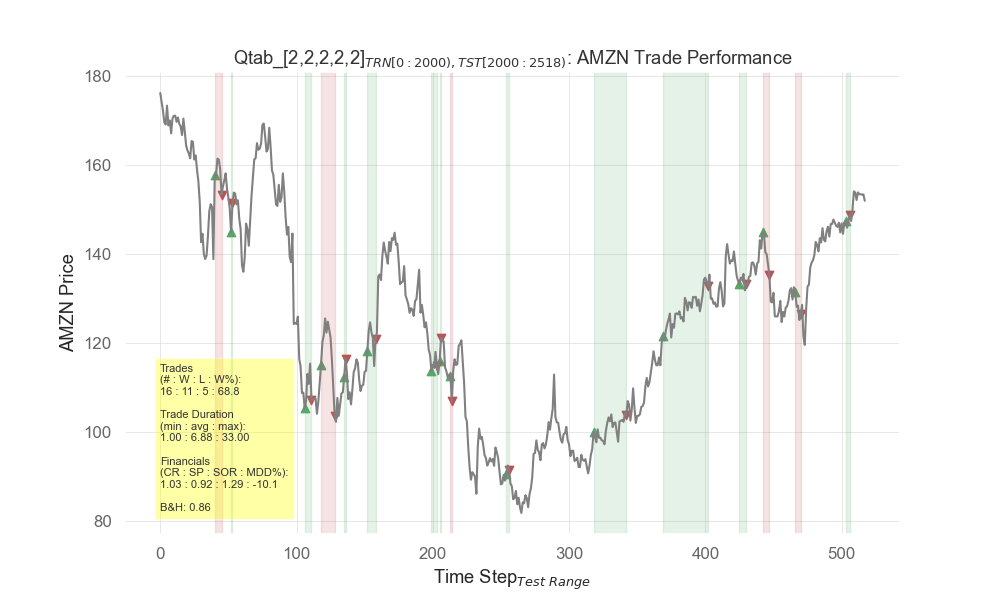 Qtab_[2,2,2,2,2]TRN[0 : 2000), TST[2000 : 2518): AMZN Trade Performance
180
160
140
120
100
80
AMZN Price
Trades
(# : W : L : W%):
16 : 11 : 5 : 68.8
Trade Duration
(min : avg : max):
1.00 : 6.88 : 33.00
Financials
(CR : SP : SOR : MDD%):
1.03 : 0.92 : 1.29 : -10.1
B&H: 0.86
0 100 200 300 400 500
Time StepTest Range